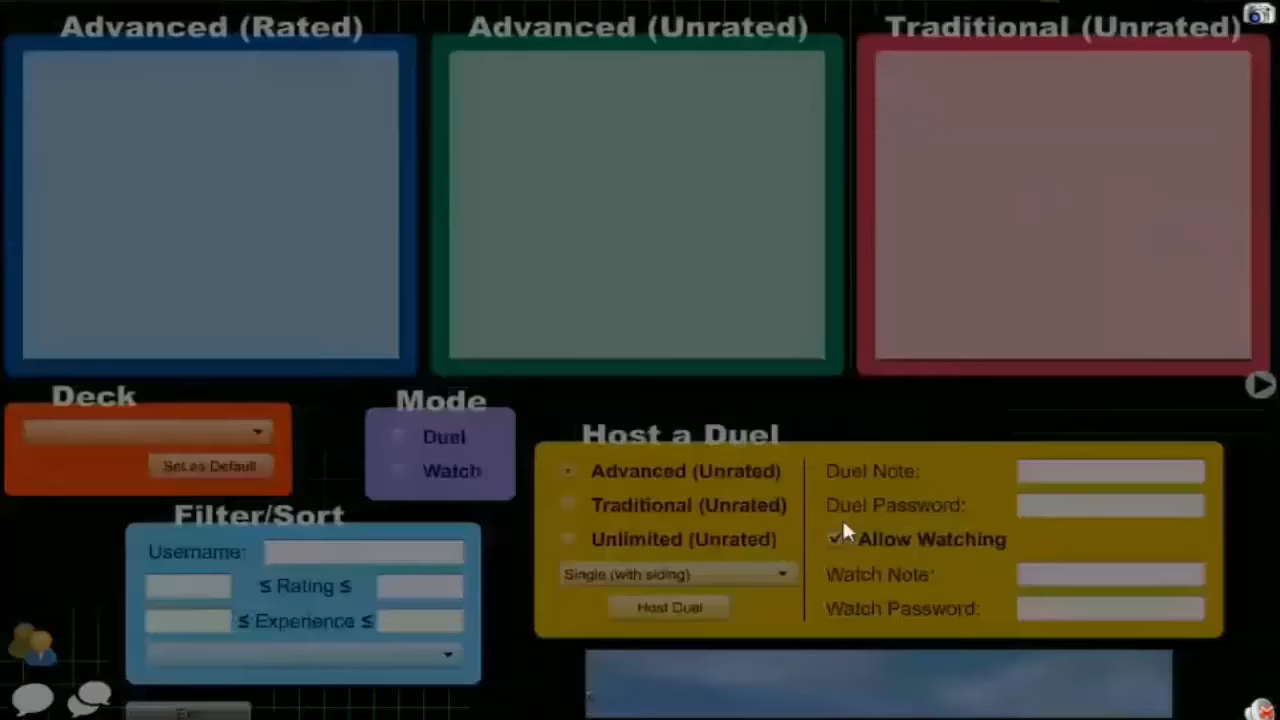 Advanced (Rated)
Advanced (Unrated)
Traditional (Unrated)
Deck
Set as Default
Mode
Duel
Watch
Host a Duel
Advanced (Unrated)
Traditional (Unrated)
Unlimited (Unrated)
Single (with siding)
Host Duel
Duel Note:
Duel Password:
Allow Watching
Watch Note:
Watch Password:
Filter/Sort
Username:
≤ Rating ≤
≤ Experience ≤